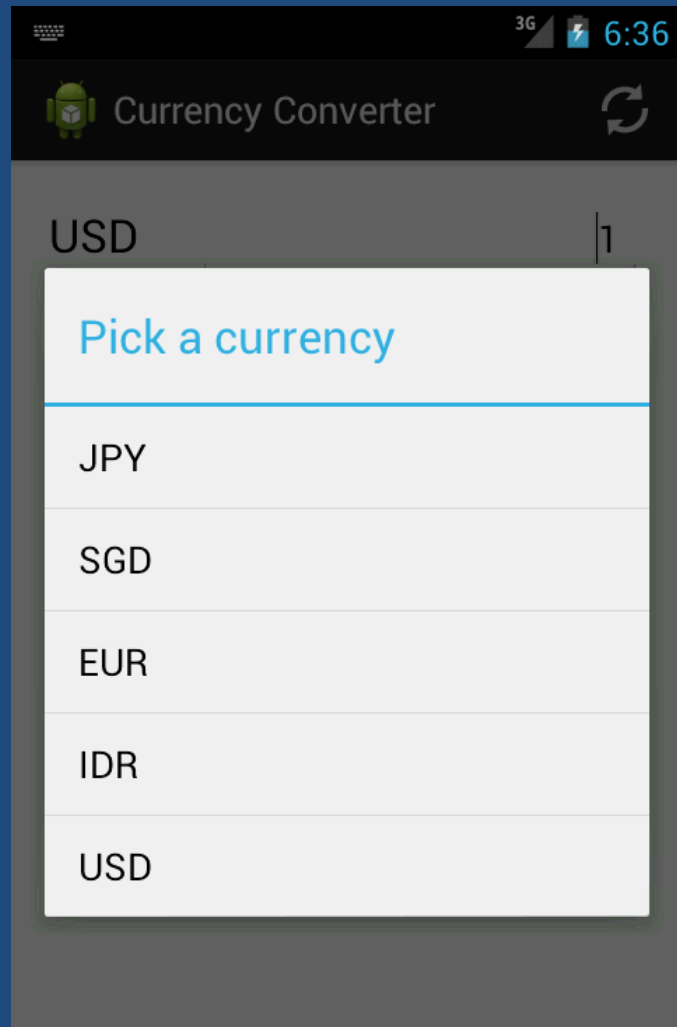 3G 6:36
Currency Converter
USD 1
Pick a currency
JPY
SGD
EUR
IDR
USD